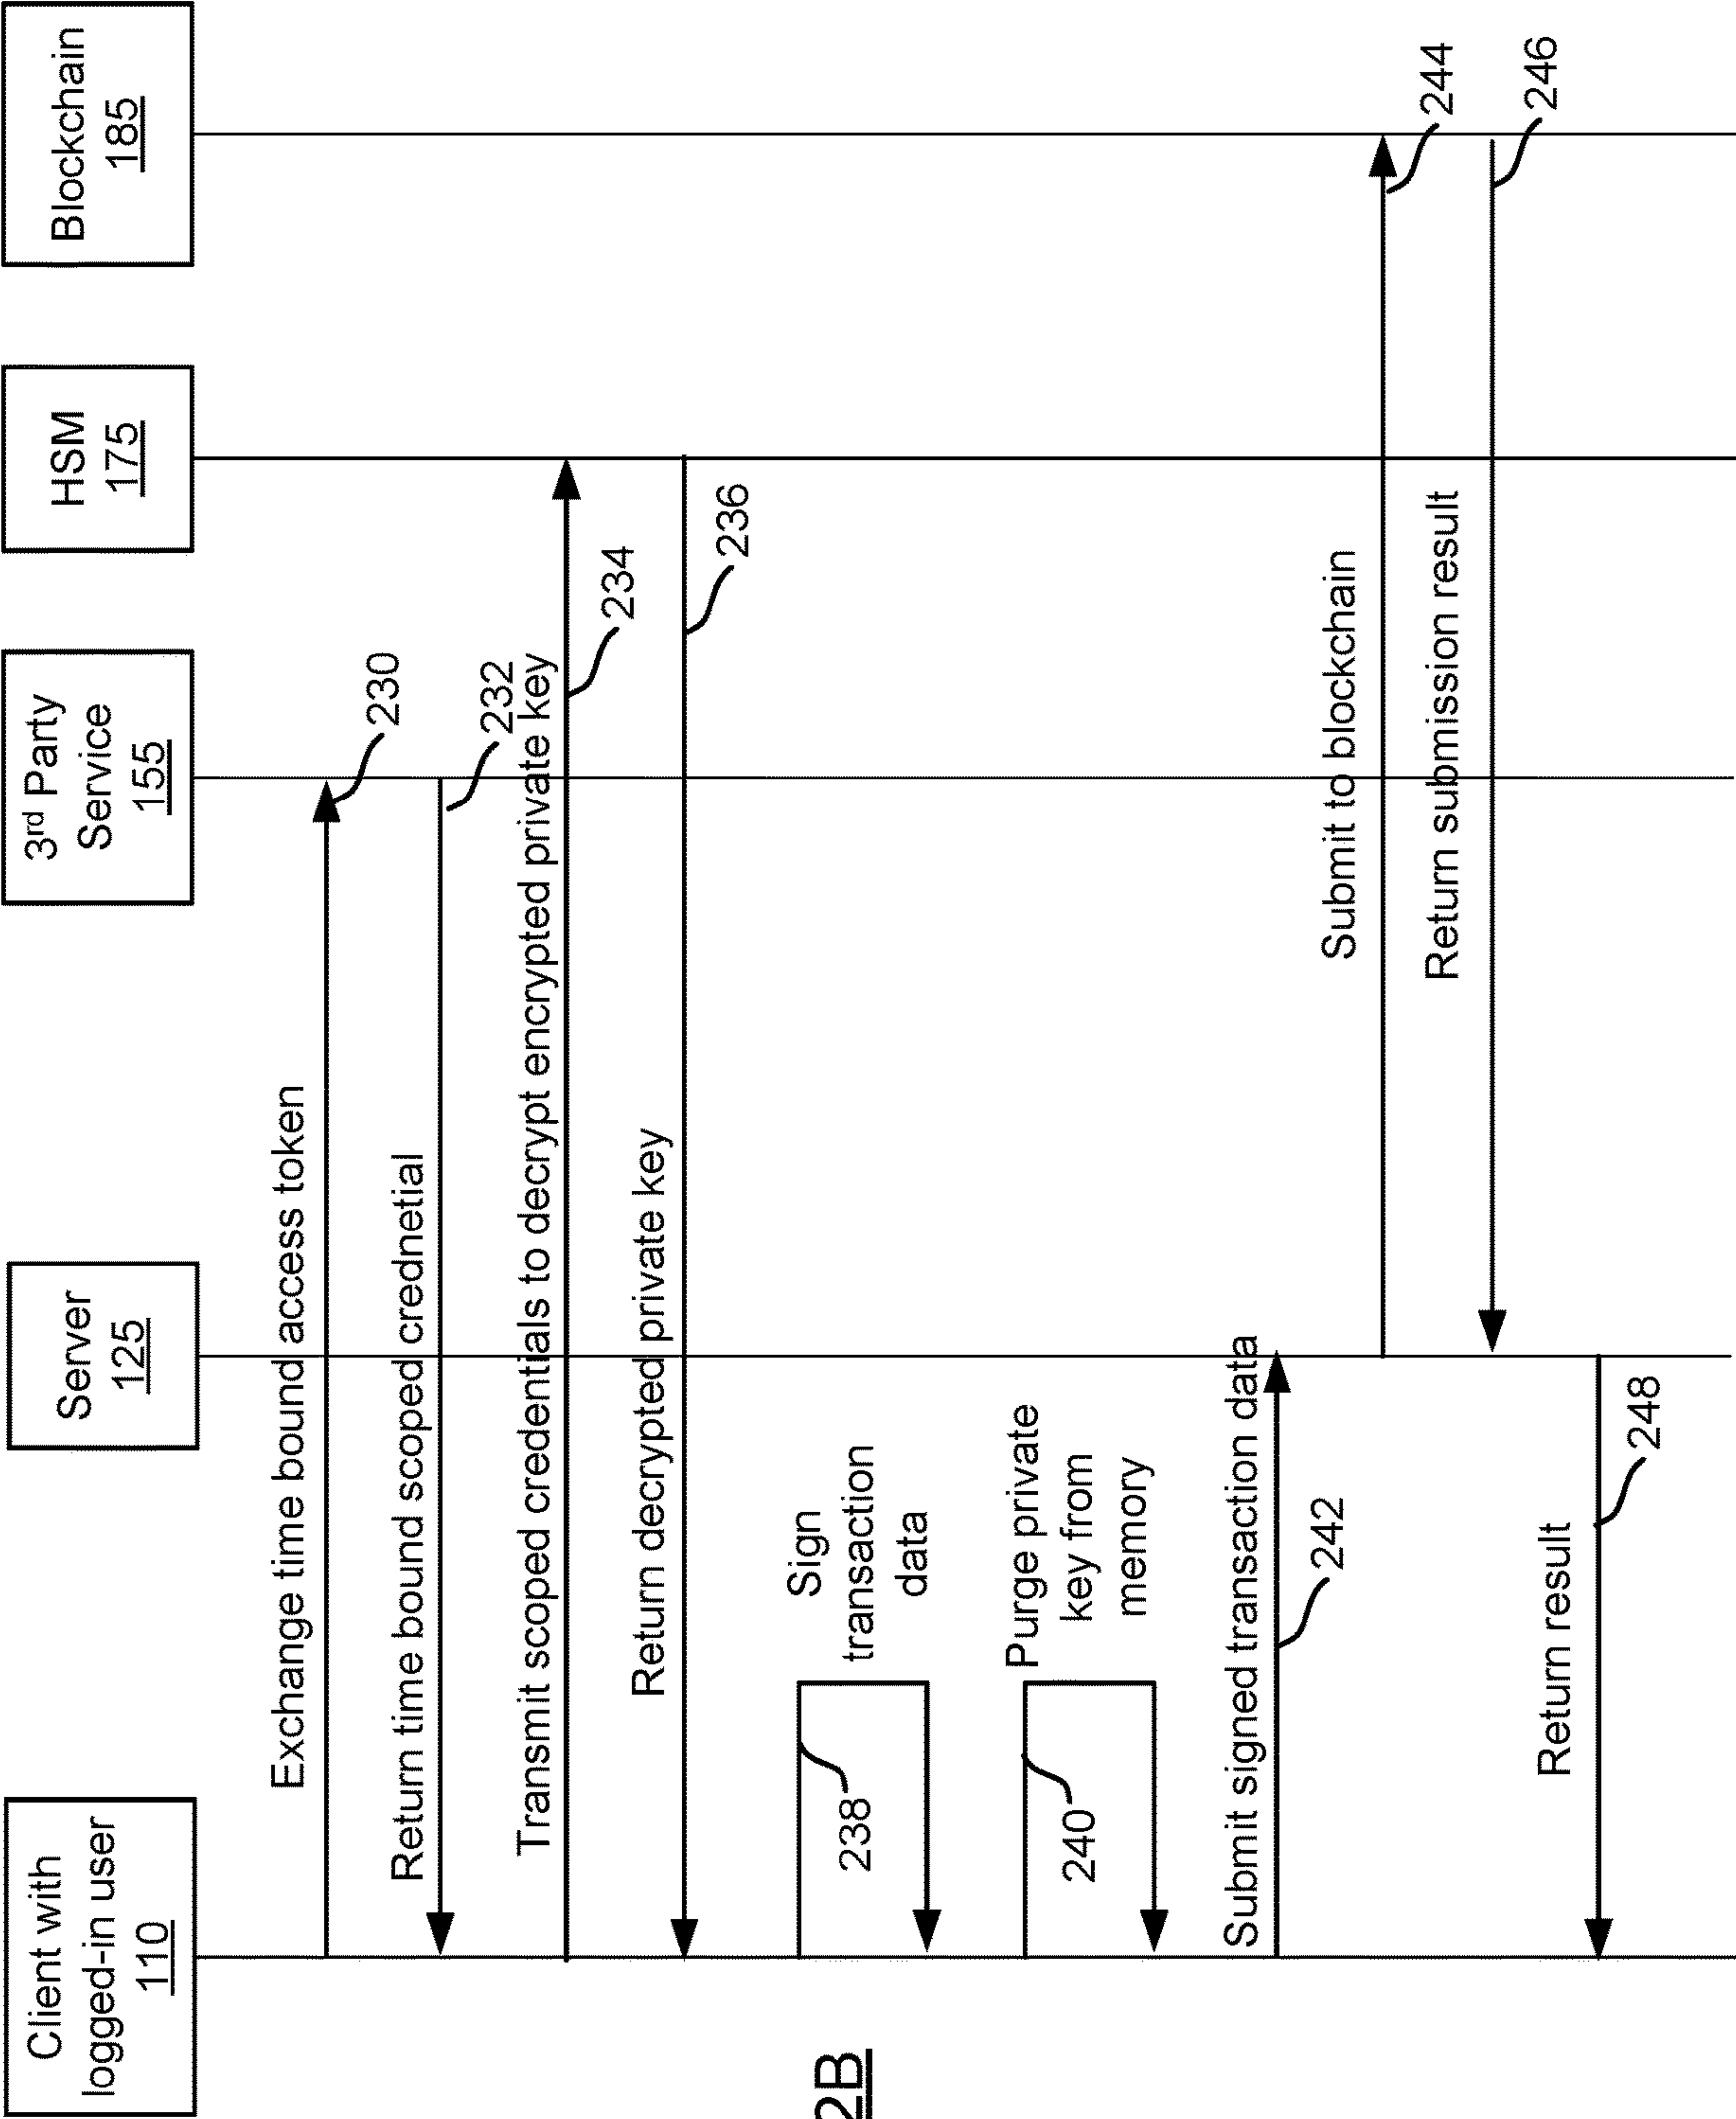 Client with
logged-in user
110
Server
125
3rd Party
Service
155
HSM
175
Blockchain
185
Exchange time bound access token
230
Return time bound scoped crednetial
232
Transmit scoped credentials to decrypt encrypted private key
234
Return decrypted private key
236
Sign
transaction
data
238
Purge private
key from
memory
240
Submit signed transaction data
242
Submit to blockchain
244
Return submission result
246
Return result
248
2B